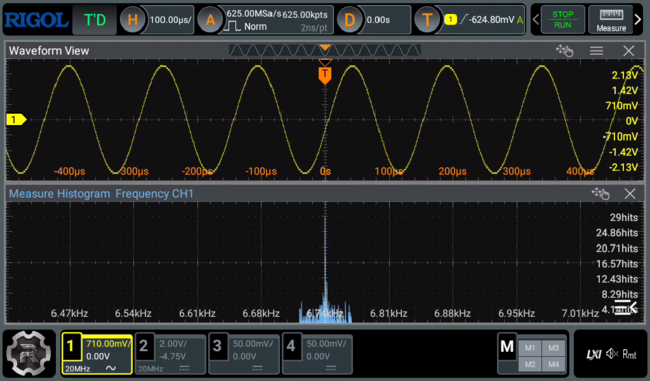 RIGOL T'D H 100.00μs/ A 625.00MSa/s 625.00kpts Norm 2ns/pt D 0.00s T 1 -624.80mV A STOP RUN Measure
Waveform View
T
2.13V
1.42V
710mV
1
0V
-710mV
-1.42V
-2.13V
-400μs -300μs -200μs -100μs 0s 100μs 200μs 300μs 400μs
Measure Histogram Frequency CH1
29hits
24.86hits
20.71hits
16.57hits
12.43hits
8.29hits
6.47kHz 6.54kHz 6.61kHz 6.68kHz 6.74kHz 6.81kHz 6.88kHz 6.95kHz 7.01kHz
1 710.00mV/ 2 2.00V/ 3 50.00mV/ 4 50.00mV/ M M1 M3
0.00V -4.75V 0.00V 0.00V M2 M4
20MHz 20MHz LXI Rmt